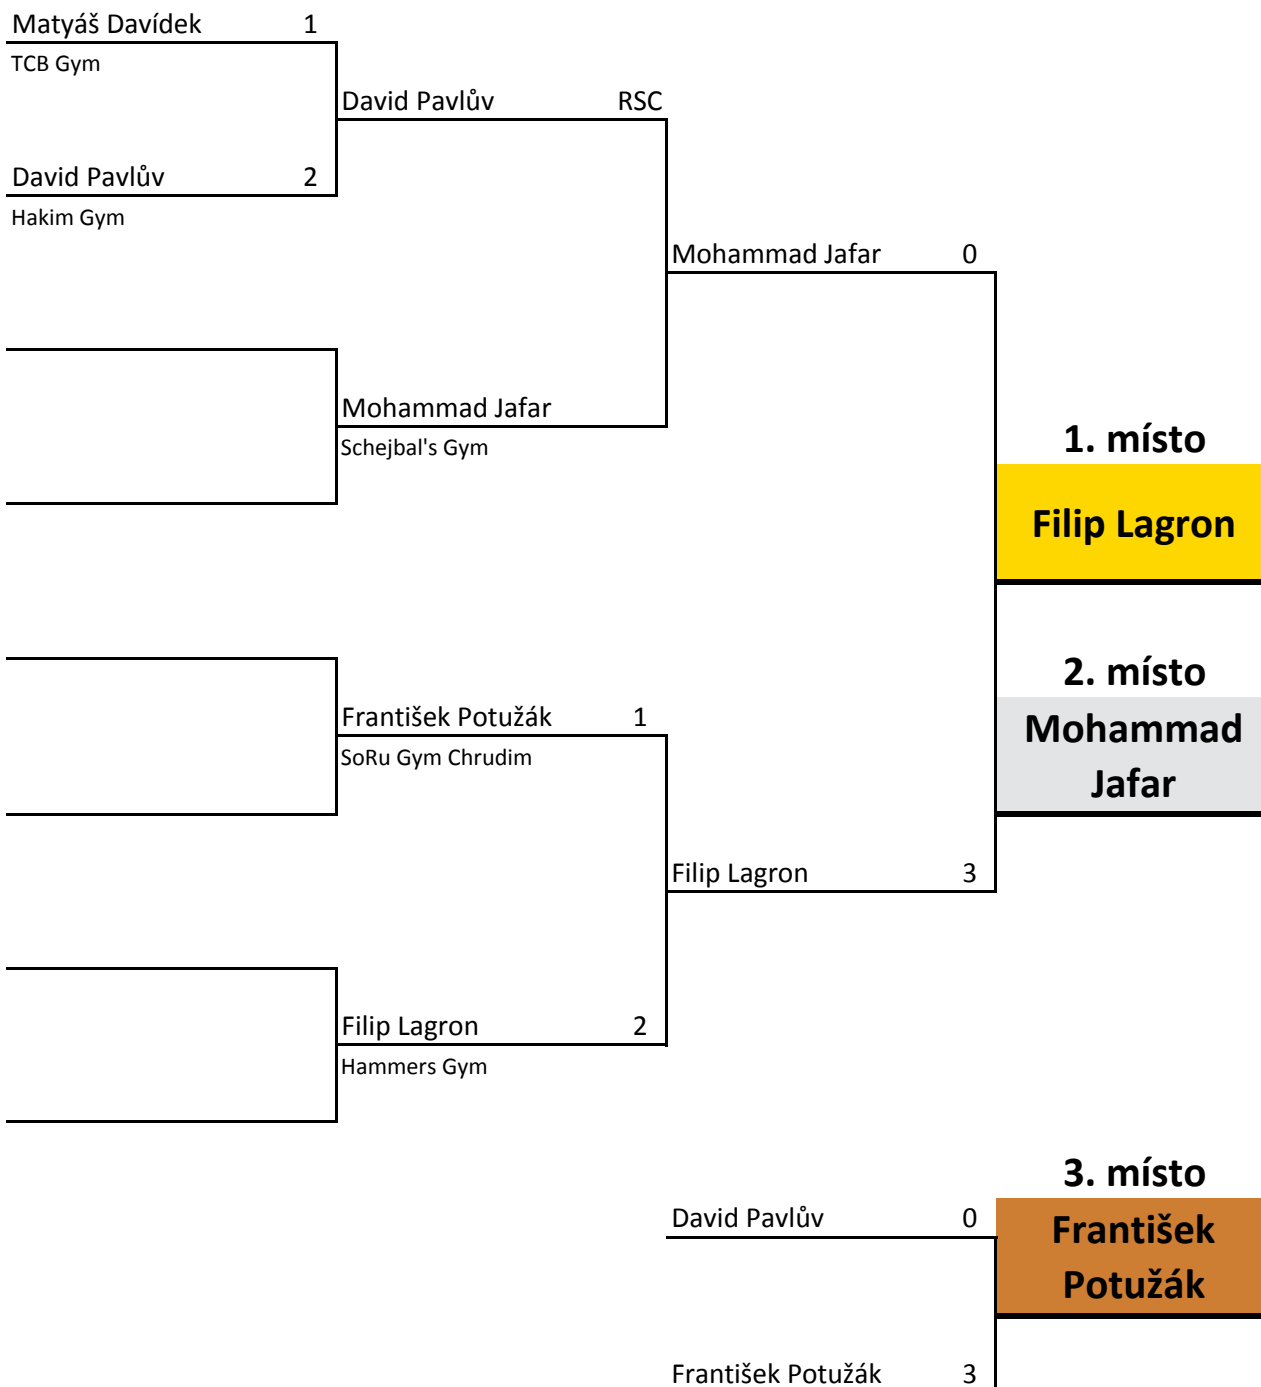 Matyáš Davídek 1
TCB Gym
David Pavlův RSC
David Pavlův 2
Hakim Gym
Mohammad Jafar 0
Mohammad Jafar
Schejbal's Gym
1. místo
Filip Lagron
2. místo
František Potužák 1
SoRu Gym Chrudim
Mohammad
Jafar
Filip Lagron 3
Filip Lagron 2
Hammers Gym
3. místo
David Pavlův 0
František
Potužák
František Potužák 3